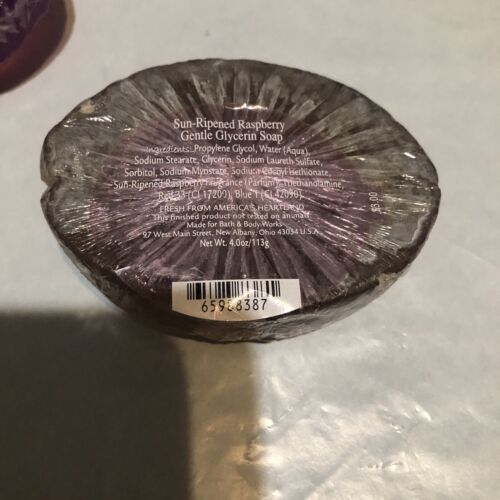 Sun-Ripened Raspberry
Gentle Glycerin Soap
Ingredients: Propylene Glycol, Water (Aqua),
Sodium Stearate, Glycerin, Sodium Laureth Sulfate,
Sorbitol, Sodium Myristate, Sodium Cocoyl Isethionate,
Sun-Ripened Raspberry Fragrance (Parfum), Triethanolamine,
Red 33 (CI 17200), Blue 1 (CI 42090).
FRESH FROM AMERICA'S HEARTLAND
This finished product not tested on animals.
Made for Bath & Body Works
97 West Main Street, New Albany, Ohio 43054 U.S.A.
Net Wt. 4.0oz/113g
$5.00
65988387